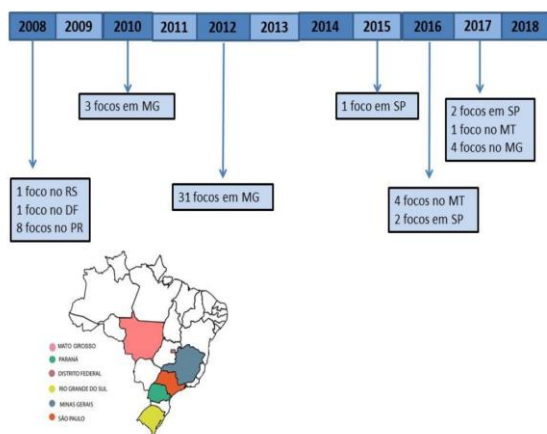 2008 2009 2010 2011 2012 2013 2014 2015 2016 2017 2018
3 focos em MG
1 foco em SP
2 focos em SP
1 foco no MT
4 focos no MG
1 foco no RS
1 foco no DF
8 focos no PR
31 focos em MG
4 focos no MT
2 focos em SP
MATO GROSSO
PARANÁ
DISTRITO FEDERAL
RIO GRANDE DO SUL
MINAS GERAIS
SÃO PAULO